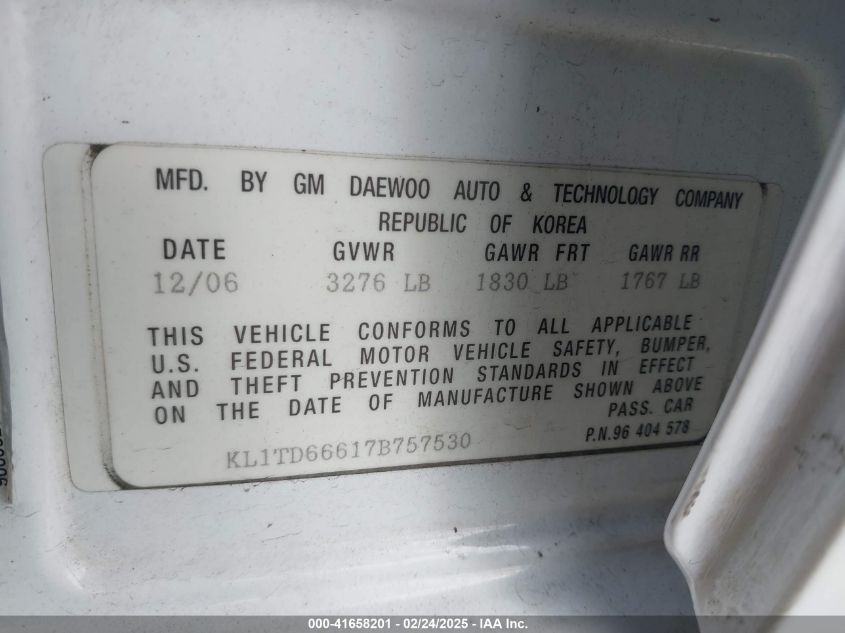 MFD. BY GM DAEWOO AUTO & TECHNOLOGY COMPANY
REPUBLIC OF KOREA
DATE GVWR GAWR FRT GAWR RR
12/06 3276 LB 1830 LB 1767 LB
THIS VEHICLE CONFORMS TO ALL APPLICABLE
U.S. FEDERAL MOTOR VEHICLE SAFETY, BUMPER,
AND THEFT PREVENTION STANDARDS IN EFFECT
ON THE DATE OF MANUFACTURE SHOWN ABOVE
PASS. CAR
KL1TD66617B757530
P.N.96 404 578
000-41658201 - 02/24/2025 - IAA Inc.